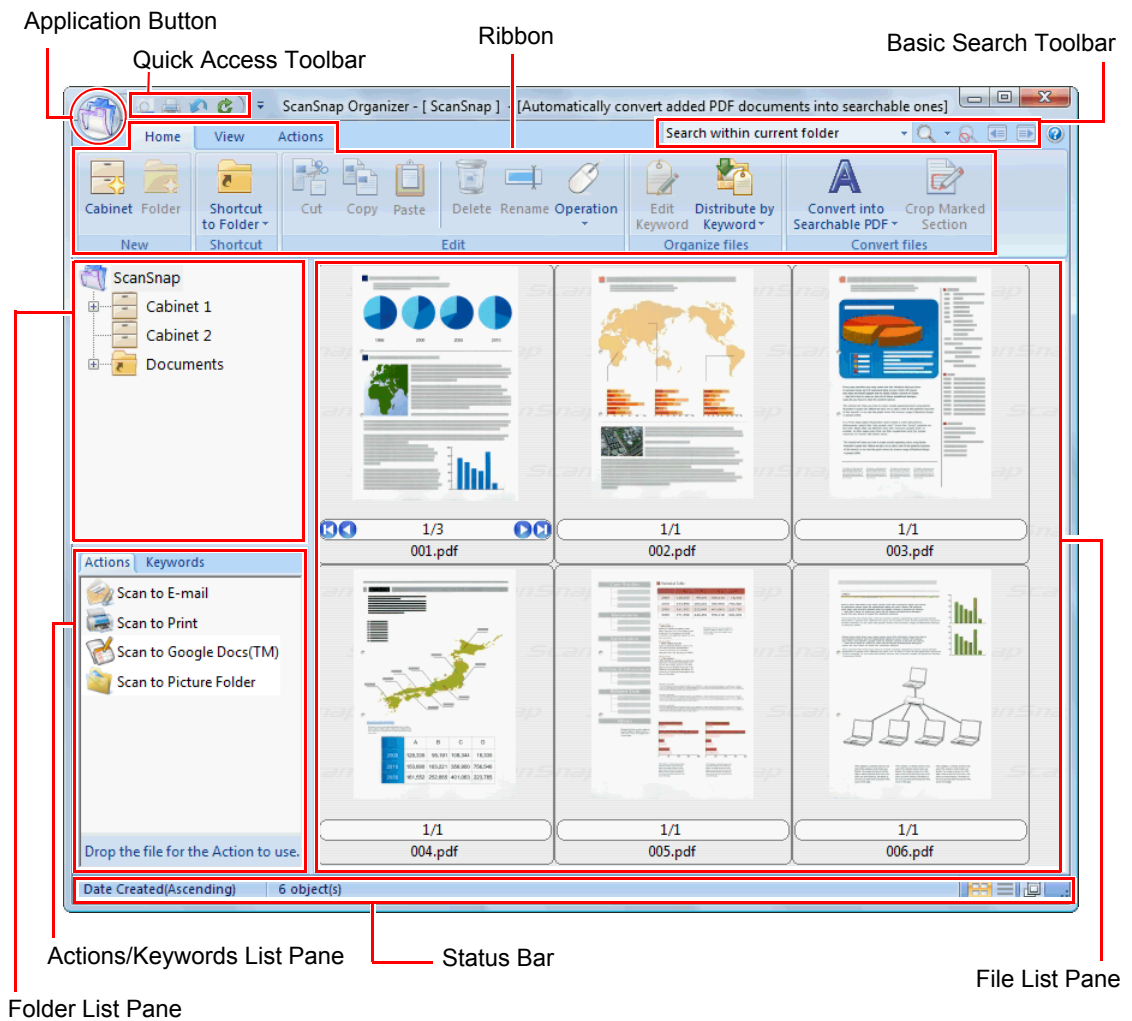 Application Button
Quick Access Toolbar
Ribbon
Basic Search Toolbar
ScanSnap Organizer - [ ScanSnap ] - [Automatically convert added PDF documents into searchable ones]
Home View Actions
Search within current folder
Cabinet Folder
Shortcut to Folder
Cut Copy Paste
Delete Rename Operation
Edit Keyword
Distribute by Keyword
Convert into Searchable PDF
Crop Marked Section
New Shortcut Edit Organize files Convert files
ScanSnap
Cabinet 1
Cabinet 2
Documents
1/3
001.pdf
1/1
002.pdf
1/1
003.pdf
Actions Keywords
Scan to E-mail
Scan to Print
Scan to Google Docs(TM)
Scan to Picture Folder
Drop the file for the Action to use.
1/1
004.pdf
1/1
005.pdf
1/1
006.pdf
Date Created(Ascending) 6 object(s)
Actions/Keywords List Pane
Status Bar
File List Pane
Folder List Pane